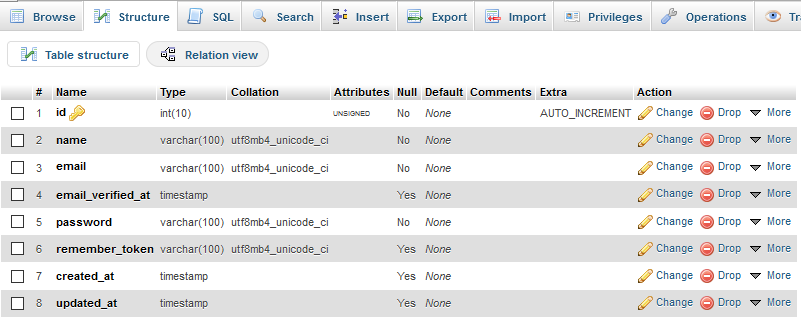 Browse Structure SQL Search Insert Export Import Privileges Operations Tra
Table structure Relation view
# Name Type Collation Attributes Null Default Comments Extra Action
1 id int(10) UNSIGNED No None AUTO_INCREMENT Change Drop More
2 name varchar(100) utf8mb4_unicode_ci No None Change Drop More
3 email varchar(100) utf8mb4_unicode_ci No None Change Drop More
4 email_verified_at timestamp Yes None Change Drop More
5 password varchar(100) utf8mb4_unicode_ci No None Change Drop More
6 remember_token varchar(100) utf8mb4_unicode_ci Yes None Change Drop More
7 created_at timestamp Yes None Change Drop More
8 updated_at timestamp Yes None Change Drop More